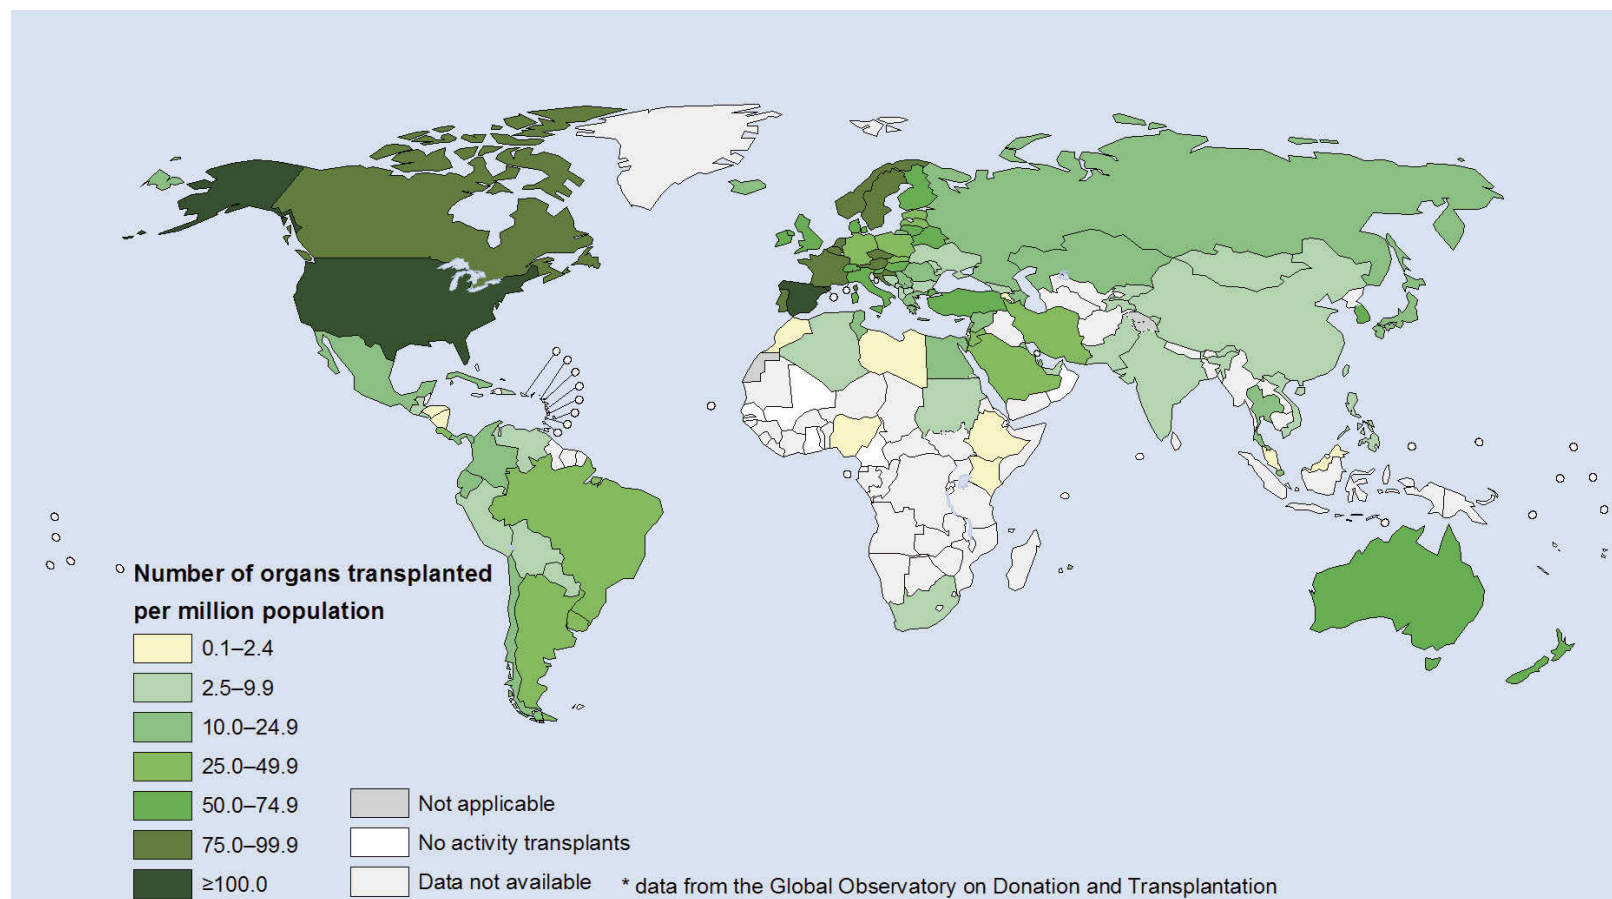 Number of organs transplanted
per million population
0.1–2.4
2.5–9.9
10.0–24.9
25.0–49.9
50.0–74.9
75.0–99.9
≥100.0
Not applicable
No activity transplants
Data not available
* data from the Global Observatory on Donation and Transplantation